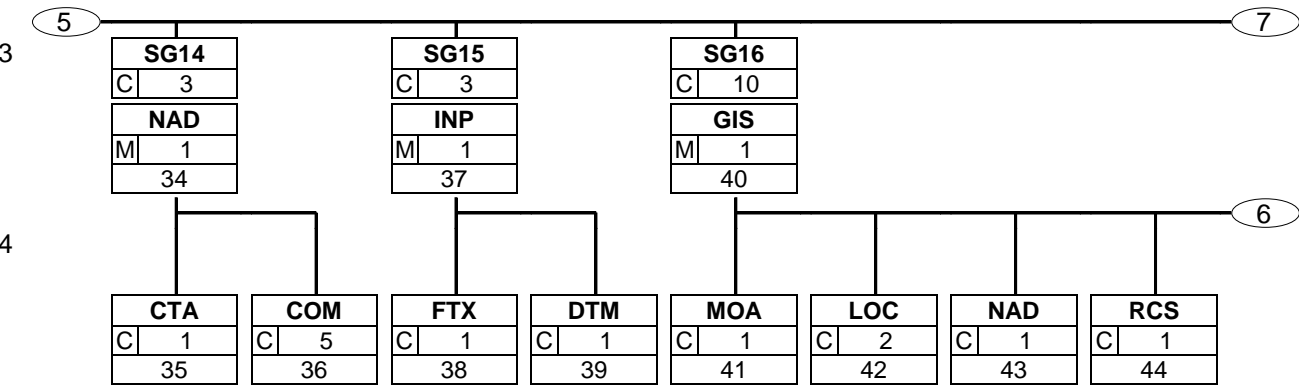 5 7
3 SG14 SG15 SG16
C 3 C 3 C 10
NAD INP GIS
M 1 M 1 M 1
34 37 40
6
4
CTA COM FTX DTM MOA LOC NAD RCS
C 1 C 5 C 1 C 1 C 1 C 2 C 1 C 1
35 36 38 39 41 42 43 44